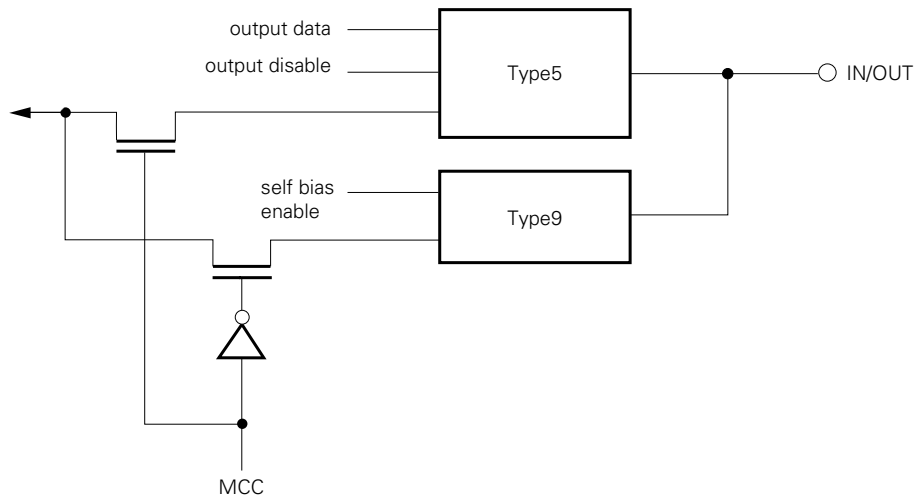 output data
output disable
Type5
IN/OUT
self bias
enable
Type9
MCC